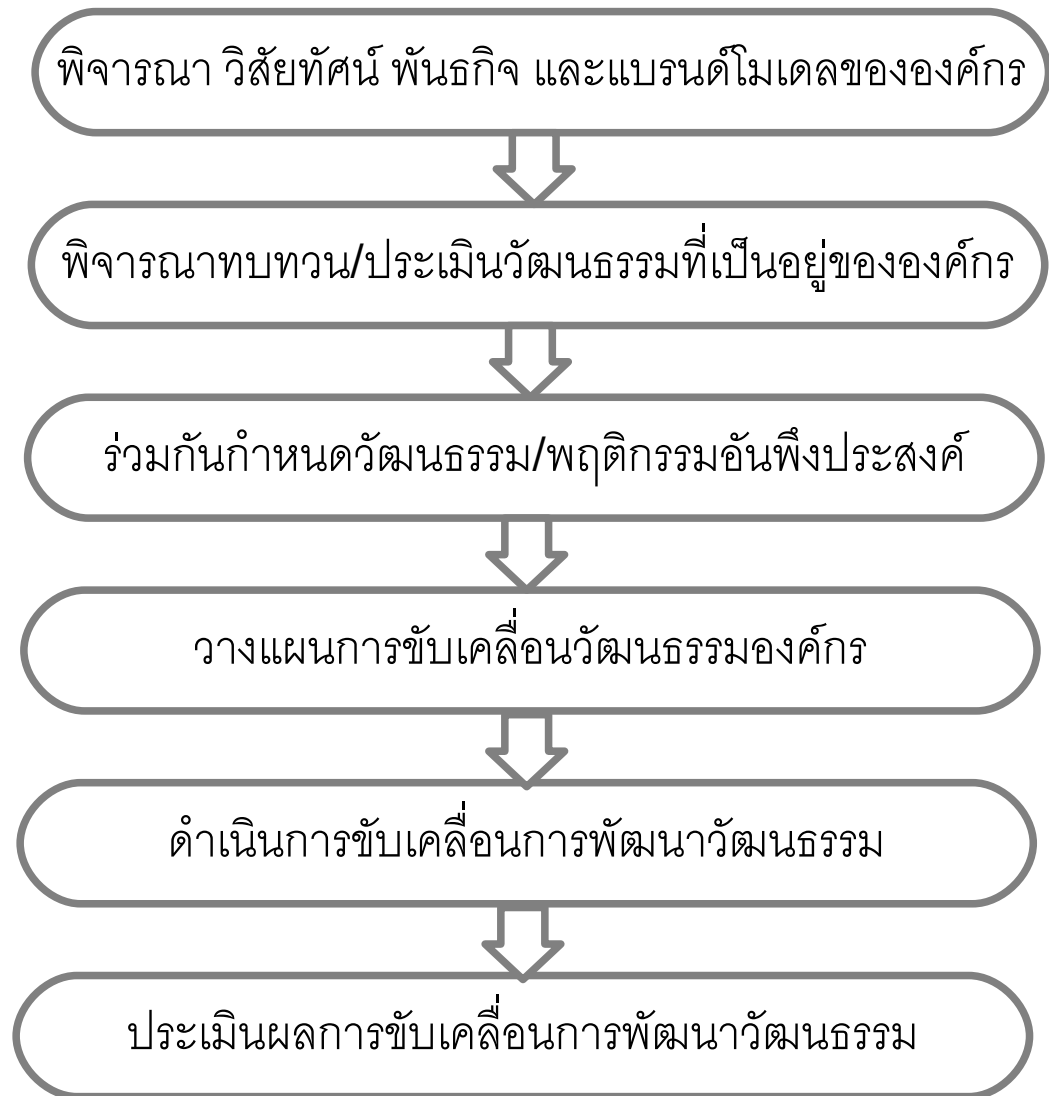 พิจารณา วิสัยทัศน์ พันธกิจ และแบรนด์โมเดลขององค์กร
พิจารณาทบทวน/ประเมินวัฒนธรรมที่เป็นอยู่ขององค์กร
ร่วมกันกำหนดวัฒนธรรม/พฤติกรรมอันพึงประสงค์
วางแผนการขับเคลื่อนวัฒนธรรมองค์กร
ดำเนินการขับเคลื่อนการพัฒนาวัฒนธรรม
ประเมินผลการขับเคลื่อนการพัฒนาวัฒนธรรม